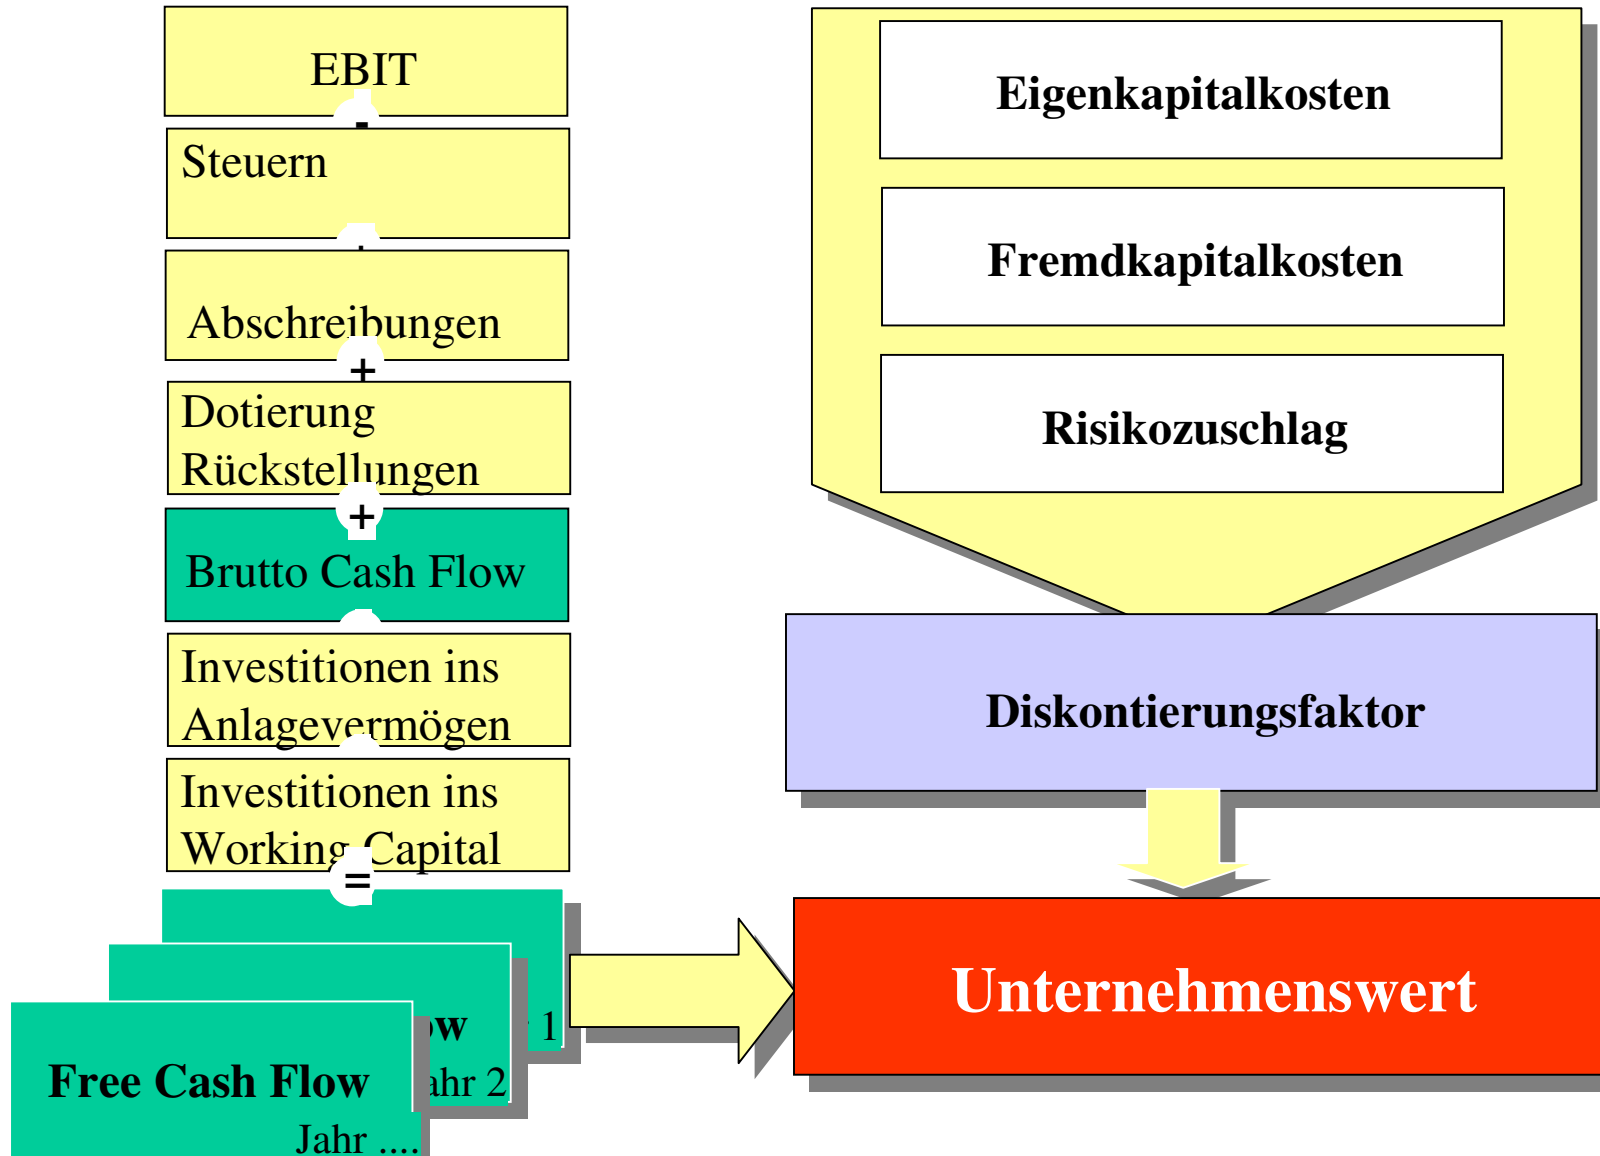 EBIT
-
Steuern
Abschreibungen
+
Dotierung
Rückstellungen
+
Brutto Cash Flow
Investitionen ins
Anlagevermögen
Investitionen ins
Working Capital
=
1
ahr 2
Free Cash Flow
Jahr ....
Eigenkapitalkosten
Fremdkapitalkosten
Risikozuschlag
Diskontierungsfaktor
Unternehmenswert